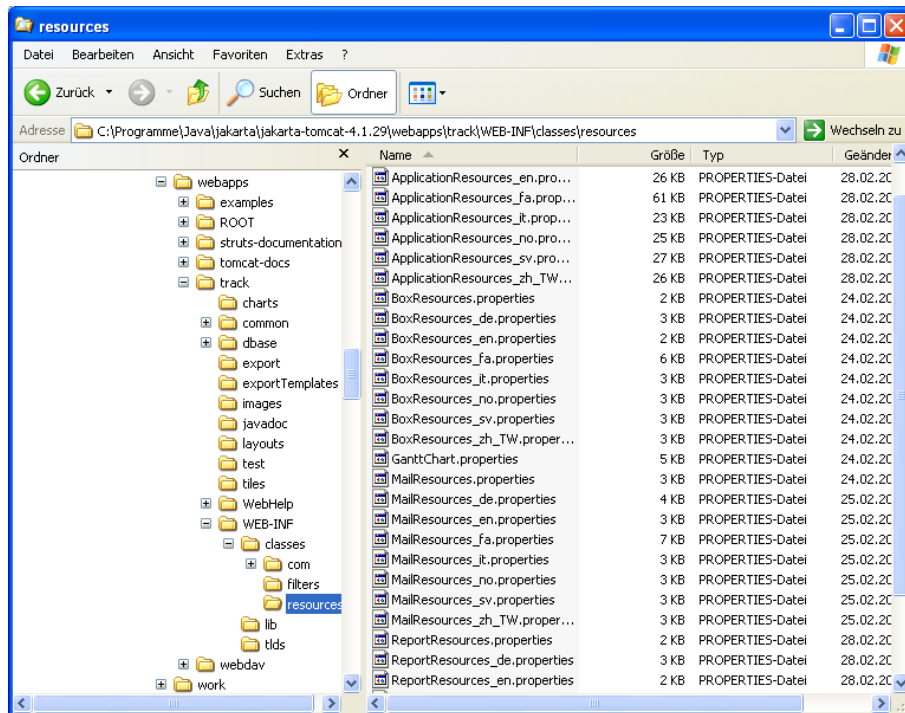 resources
Datei Bearbeiten Ansicht Favoriten Extras ?
Zurück Suchen Ordner
Adresse C:\Programme\Java\jakarta\jakarta-tomcat-4.1.29\webapps\track\WEB-INF\classes\resources Wechseln zu
Ordner
webapps
examples
ROOT
struts-documentation
tomcat-docs
track
charts
common
dbase
export
exportTemplates
images
javadoc
layouts
test
tiles
WebHelp
WEB-INF
classes
com
filters
resources
lib
tlds
webdav
work
Name Größe Typ Geänder
ApplicationResources_en.pro... 26 KB PROPERTIES-Datei 28.02.20
ApplicationResources_fa.prop... 61 KB PROPERTIES-Datei 28.02.20
ApplicationResources_it.prop... 23 KB PROPERTIES-Datei 28.02.20
ApplicationResources_no.pro... 25 KB PROPERTIES-Datei 28.02.20
ApplicationResources_sv.pro... 27 KB PROPERTIES-Datei 28.02.20
ApplicationResources_zh_TW... 26 KB PROPERTIES-Datei 28.02.20
BoxResources.properties 2 KB PROPERTIES-Datei 24.02.20
BoxResources_de.properties 3 KB PROPERTIES-Datei 24.02.20
BoxResources_en.properties 2 KB PROPERTIES-Datei 24.02.20
BoxResources_fa.properties 6 KB PROPERTIES-Datei 24.02.20
BoxResources_it.properties 3 KB PROPERTIES-Datei 24.02.20
BoxResources_no.properties 3 KB PROPERTIES-Datei 24.02.20
BoxResources_sv.properties 3 KB PROPERTIES-Datei 24.02.20
BoxResources_zh_TW.proper... 3 KB PROPERTIES-Datei 24.02.20
GanttChart.properties 5 KB PROPERTIES-Datei 24.02.20
MailResources.properties 3 KB PROPERTIES-Datei 24.02.20
MailResources_de.properties 4 KB PROPERTIES-Datei 25.02.20
MailResources_en.properties 3 KB PROPERTIES-Datei 25.02.20
MailResources_fa.properties 7 KB PROPERTIES-Datei 25.02.20
MailResources_it.properties 3 KB PROPERTIES-Datei 25.02.20
MailResources_no.properties 3 KB PROPERTIES-Datei 25.02.20
MailResources_sv.properties 3 KB PROPERTIES-Datei 25.02.20
MailResources_zh_TW.proper... 3 KB PROPERTIES-Datei 25.02.20
ReportResources.properties 2 KB PROPERTIES-Datei 28.02.20
ReportResources_de.properties 3 KB PROPERTIES-Datei 28.02.20
ReportResources_en.properties 2 KB PROPERTIES-Datei 28.02.20